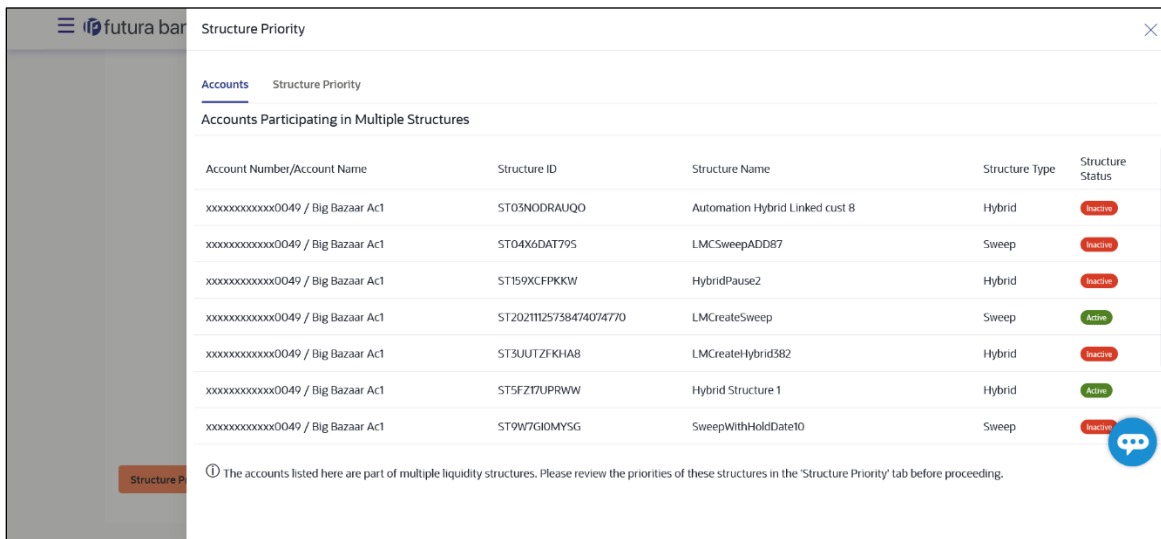 futura bar
Structure Priority
Accounts Structure Priority
Accounts Participating in Multiple Structures
Account Number/Account Name Structure ID Structure Name Structure Type Structure Status
xxxxxxxxxxxx0049 / Big Bazaar Ac1 ST03NODRAUQO Automation Hybrid Linked cust 8 Hybrid Inactive
xxxxxxxxxxxx0049 / Big Bazaar Ac1 ST04X6DAT79S LMCSweepADD87 Sweep Inactive
xxxxxxxxxxxx0049 / Big Bazaar Ac1 ST159XCFPKKW HybridPause2 Hybrid Inactive
xxxxxxxxxxxx0049 / Big Bazaar Ac1 ST20211125738474074770 LMCreateSweep Sweep Active
xxxxxxxxxxxx0049 / Big Bazaar Ac1 ST3UUTZFKHA8 LMCreateHybrid382 Hybrid Inactive
xxxxxxxxxxxx0049 / Big Bazaar Ac1 ST5FZ17UPRWW Hybrid Structure 1 Hybrid Active
xxxxxxxxxxxx0049 / Big Bazaar Ac1 ST9W7GI0MYSG SweepWithHoldDate10 Sweep Inactive
The accounts listed here are part of multiple liquidity structures. Please review the priorities of these structures in the 'Structure Priority' tab before proceeding.
Structure Pr